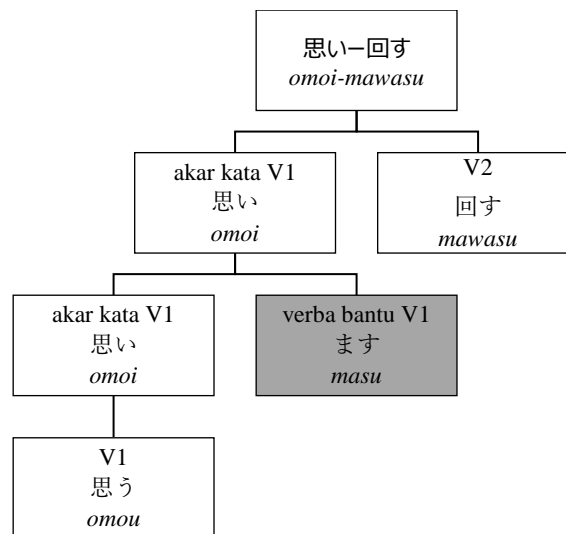 思い−回す
omoi-mawasu
akar kata V1
思い
omoi
V2
回す
mawasu
akar kata V1
思い
omoi
verba bantu V1
ます
masu
V1
思う
omou